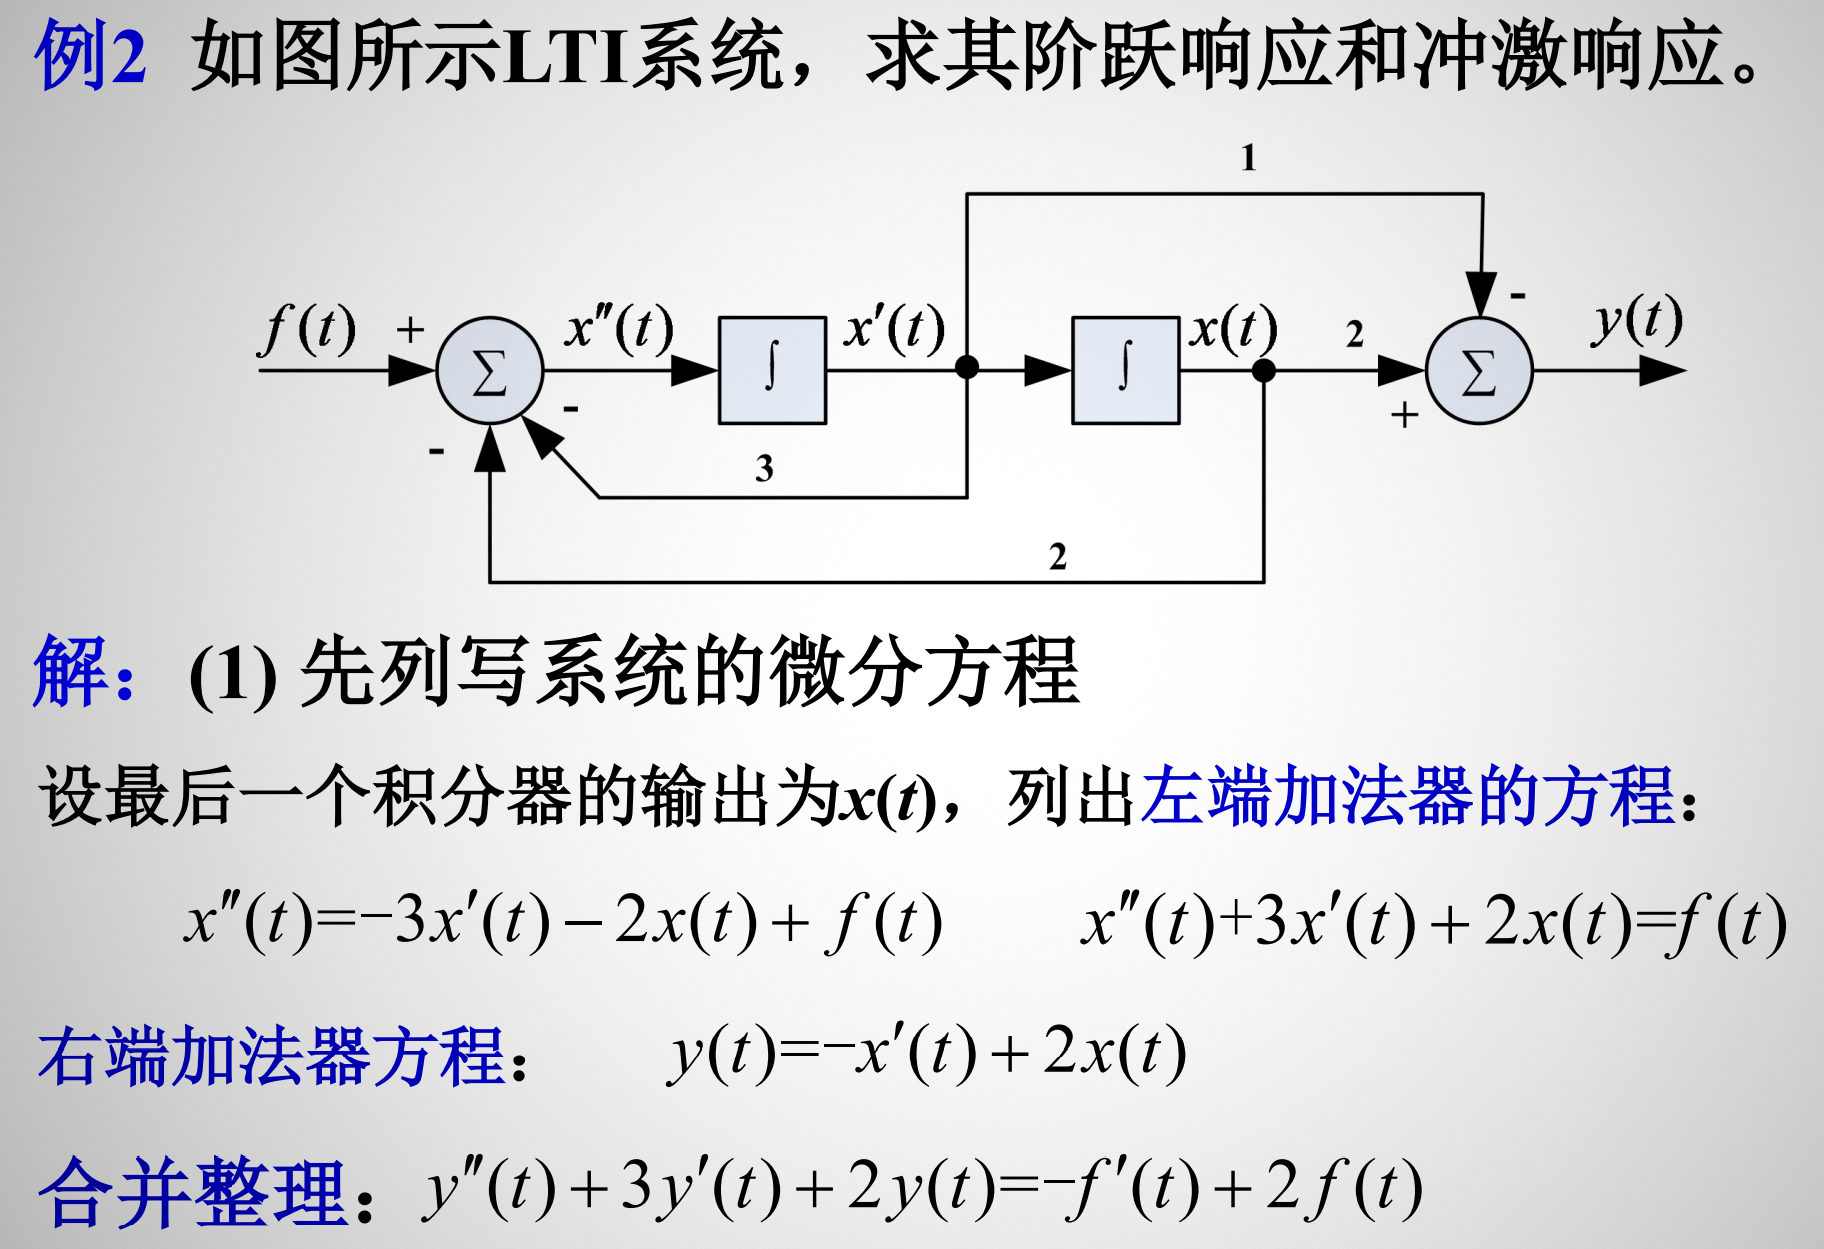 例2 如图所示LTI系统，求其阶跃响应和冲激响应。
1
f(t) + Σ x″(t) ∫ x′(t) ∫ x(t) 2 Σ - y(t)
- - +
3
2
解：(1) 先列写系统的微分方程
设最后一个积分器的输出为x(t)，列出左端加法器的方程：
x″(t)=−3x′(t)−2x(t)+f(t) x″(t)+3x′(t)+2x(t)=f(t)
右端加法器方程： y(t)=−x′(t)+2x(t)
合并整理：y″(t)+3y′(t)+2y(t)=−f′(t)+2f(t)